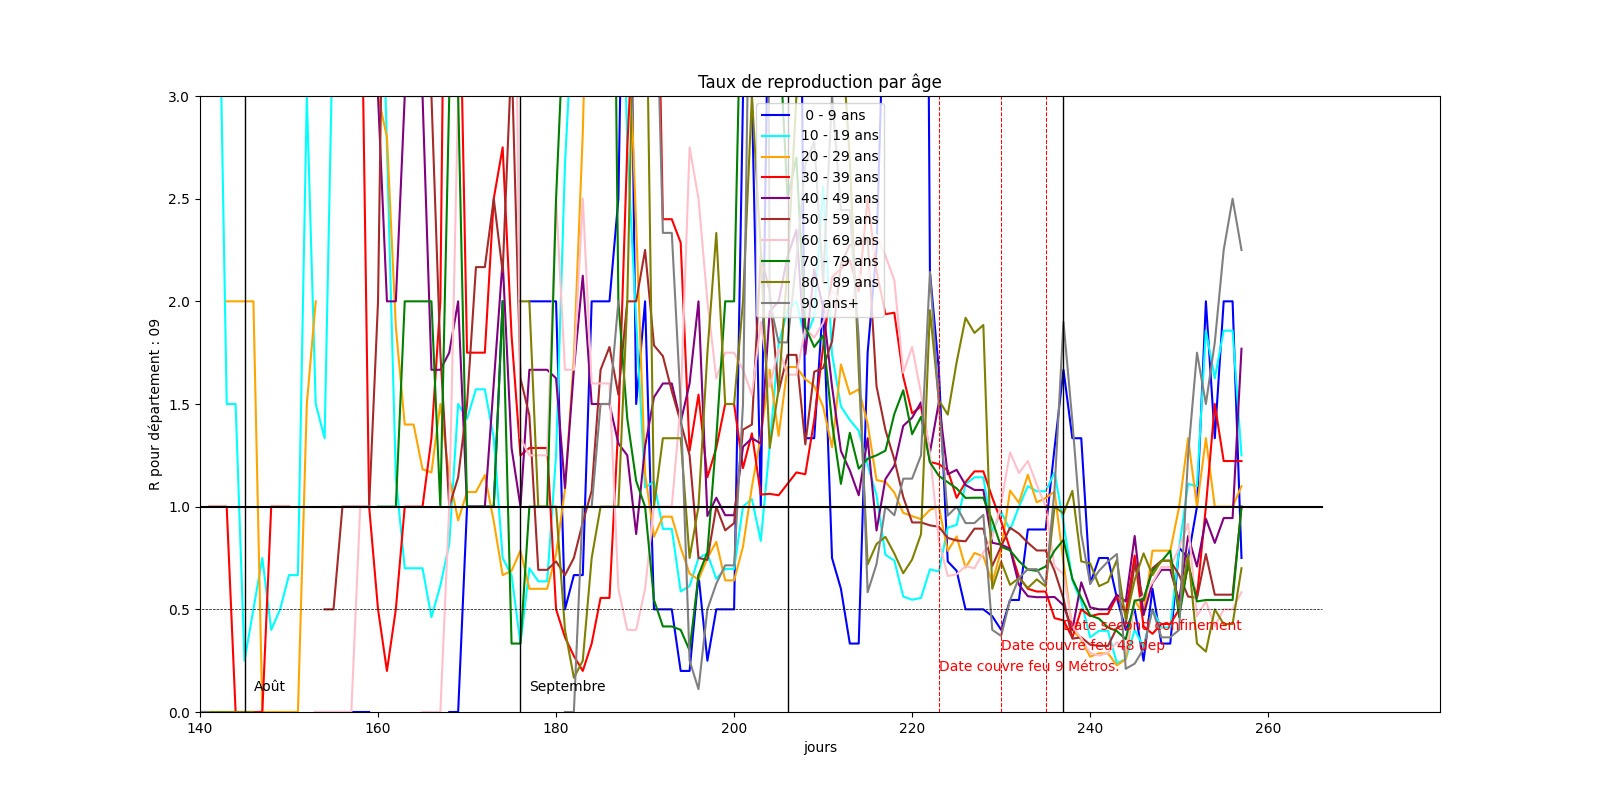 Taux de reproduction par âge
3.0
2.5
2.0
1.5
1.0
0.5
0.0
R pour département : 09
0 - 9 ans
10 - 19 ans
20 - 29 ans
30 - 39 ans
40 - 49 ans
50 - 59 ans
60 - 69 ans
70 - 79 ans
80 - 89 ans
90 ans+
Date second confinement
Date couvre feu 48 dep
Date couvre feu 9 Métros.
Août
Septembre
140 160 180 200 220 240 260
jours